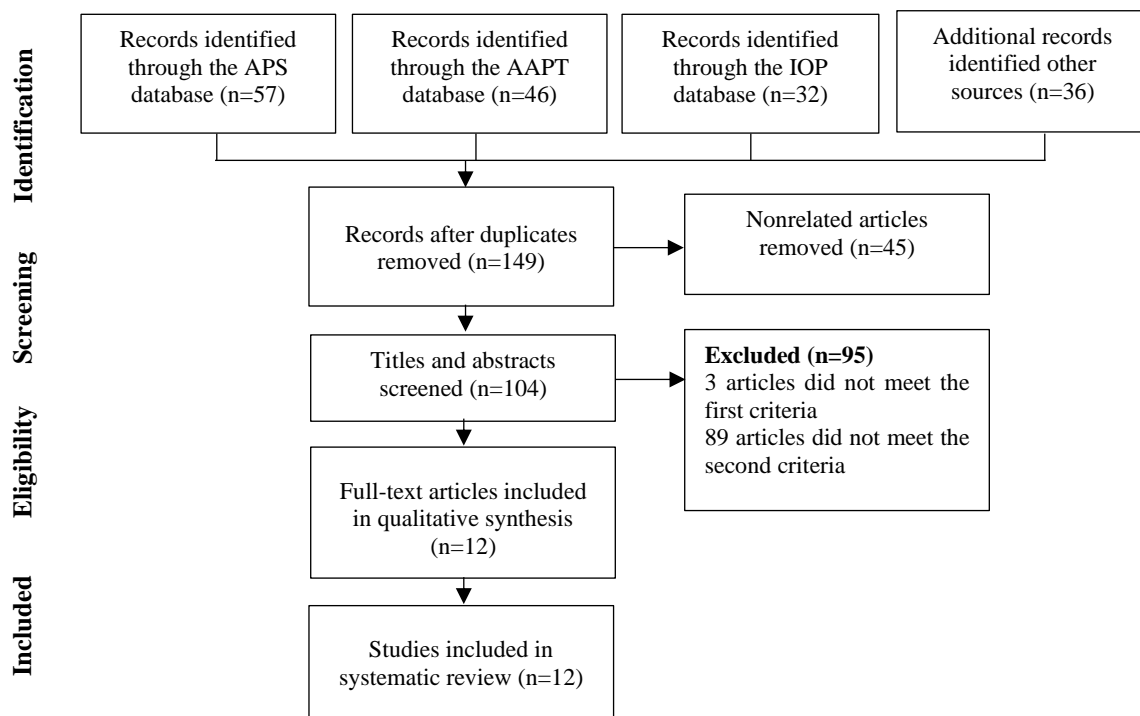 Identification
Records identified
through the APS
database (n=57)
Records identified
through the AAPT
database (n=46)
Records identified
through the IOP
database (n=32)
Additional records
identified other
sources (n=36)
Records after duplicates
removed (n=149)
Nonrelated articles
removed (n=45)
Screening
Titles and abstracts
screened (n=104)
Excluded (n=95)
3 articles did not meet the
first criteria
89 articles did not meet the
second criteria
Eligibility
Full-text articles included
in qualitative synthesis
(n=12)
Included
Studies included in
systematic review (n=12)